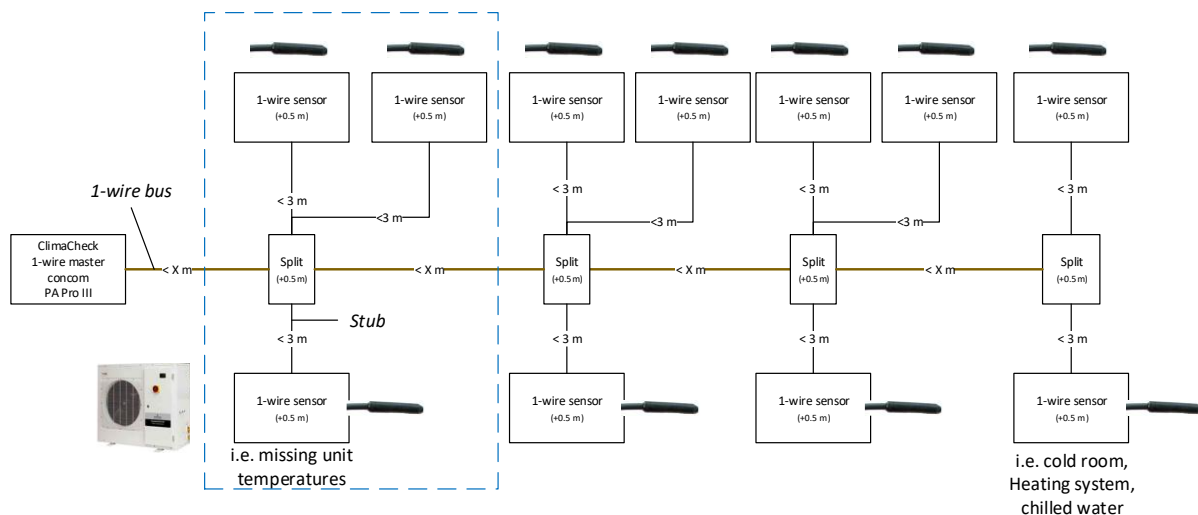 1-wire sensor
(+0.5 m)
1-wire sensor
(+0.5 m)
1-wire sensor
(+0.5 m)
1-wire sensor
(+0.5 m)
1-wire sensor
(+0.5 m)
1-wire sensor
(+0.5 m)
1-wire sensor
(+0.5 m)
1-wire bus
< 3 m
<3 m
< 3 m
<3 m
< 3 m
<3 m
< 3 m
ClimaCheck
1-wire master
concom
PA Pro III
< X m
Split
(+0.5 m)
< X m
Split
(+0.5 m)
< X m
Split
(+0.5 m)
< X m
Split
(+0.5 m)
Stub
< 3 m
< 3 m
< 3 m
< 3 m
1-wire sensor
(+0.5 m)
1-wire sensor
(+0.5 m)
1-wire sensor
(+0.5 m)
1-wire sensor
(+0.5 m)
i.e. missing unit
temperatures
i.e. cold room,
Heating system,
chilled water